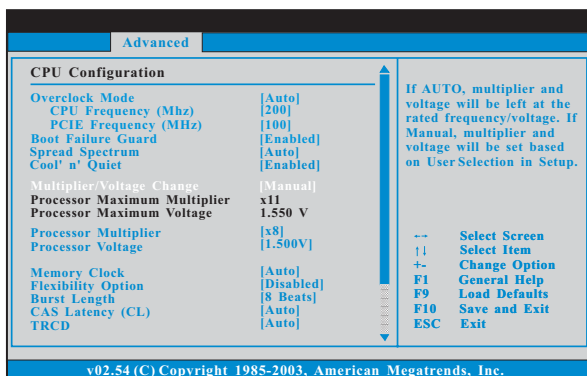 Advanced
CPU Configuration
Overclock Mode [Auto]
CPU Frequency (Mhz) [200]
PCIE Frequency (MHz) [100]
Boot Failure Guard [Enabled]
Spread Spectrum [Auto]
Cool' n' Quiet [Enabled]
Multiplier/Voltage Change [Manual]
Processor Maximum Multiplier x11
Processor Maximum Voltage 1.550 V
Processor Multiplier [x8]
Processor Voltage [1.500V]
Memory Clock [Auto]
Flexibility Option [Disabled]
Burst Length [8 Beats]
CAS Latency (CL) [Auto]
TRCD [Auto]
If AUTO, multiplier and
voltage will be left at the
rated frequency/voltage. If
Manual, multiplier and
voltage will be set based
on User Selection in Setup.
↔ Select Screen
↑↓ Select Item
+- Change Option
F1 General Help
F9 Load Defaults
F10 Save and Exit
ESC Exit
v02.54 (C) Copyright 1985-2003, American Megatrends, Inc.